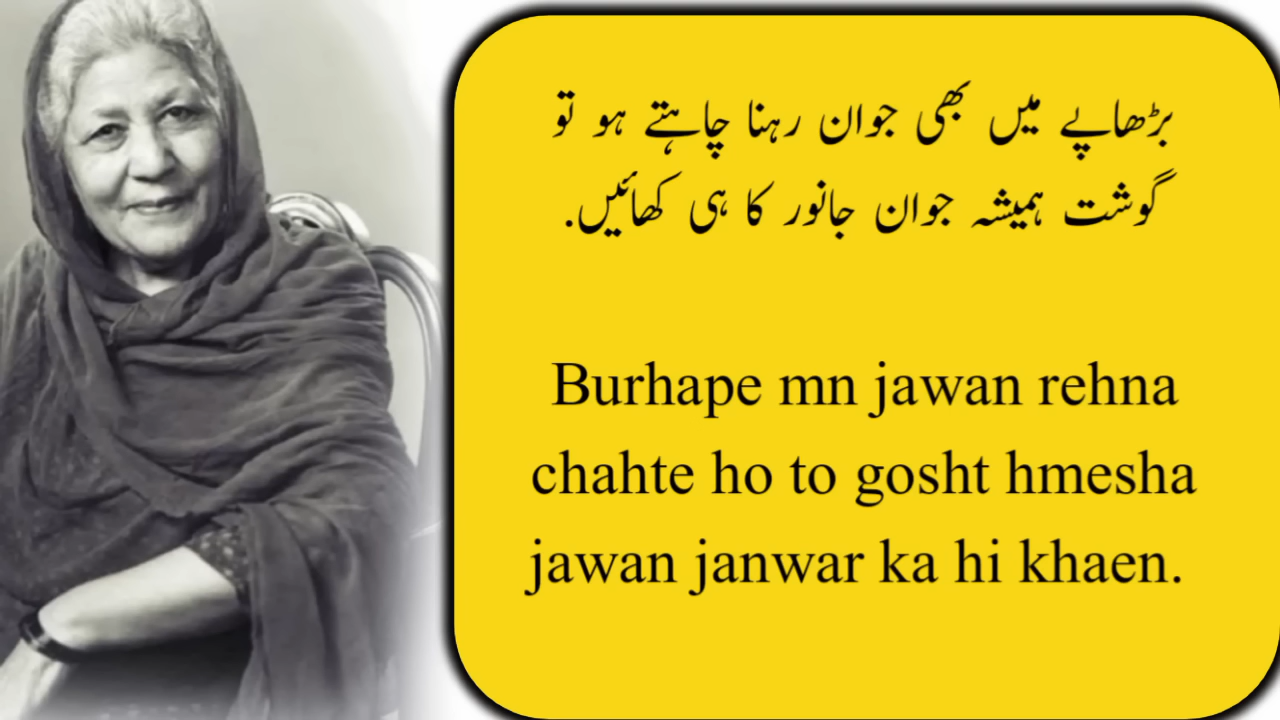 بڑھاپے میں بھی جوان رہنا چاہتے ہو تو
گوشت ہمیشہ جوان جانور کا ہی کھائیں.
Burhape mn jawan rehna
chahte ho to gosht hmesha
jawan janwar ka hi khaen.